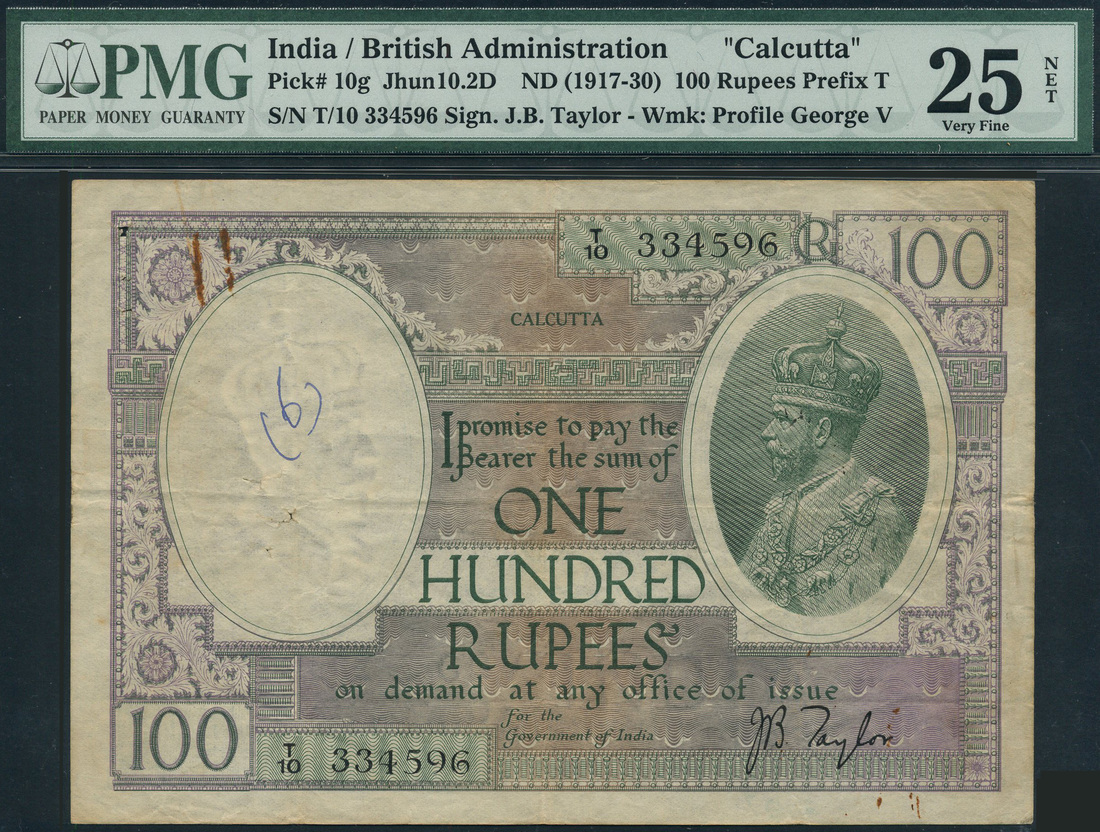 PMG
PAPER MONEY GUARANTY
India / British Administration "Calcutta"
Pick# 10g Jhun10.2D ND (1917-30) 100 Rupees Prefix T
S/N T/10 334596 Sign. J.B. Taylor - Wmk: Profile George V
25
Very Fine
NET
T/10 334596
R
100
CALCUTTA
(6)
I promise to pay the
Bearer the sum of
ONE
HUNDRED
RUPEES
on demand at any office of issue
for the
Government of India
J.B. Taylor
100
T/10 334596